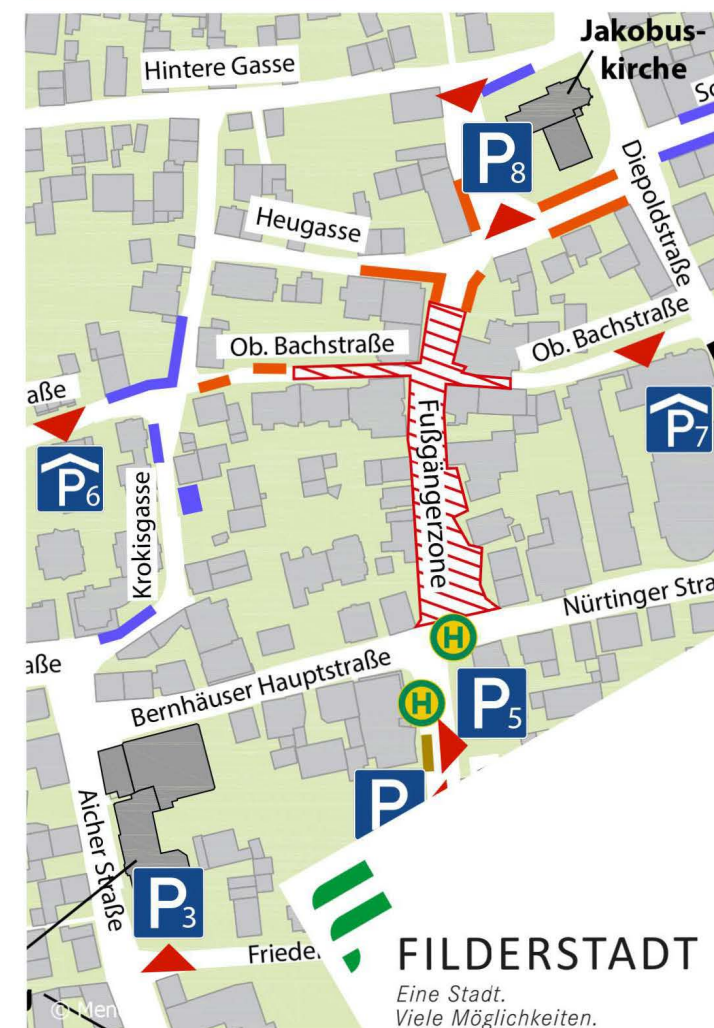 Jakobus-
kirche
Hintere Gasse
P8
Diepoldstraße
Heugasse
Ob. Bachstraße
Ob. Bachstraße
aße
P7
P6
Fußgängerzone
Krokisgasse
Nürtinger Stra
H
aße
Bernhäuser Hauptstraße
H
P5
P
Aicher Straße
P3
Friede
FILDERSTADT
Eine Stadt.
Viele Möglichkeiten.